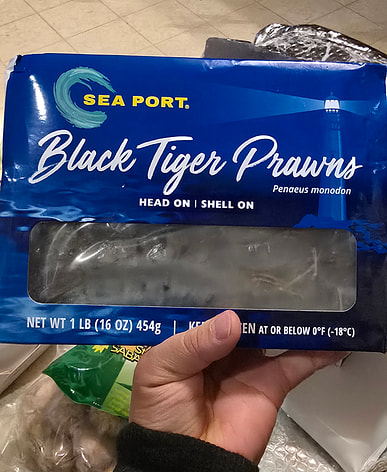 SEA PORT®
Black Tiger Prawns
Penaeus monodon
HEAD ON | SHELL ON
NET WT 1 LB (16 OZ) 454g | AT OR BELOW 0°F (-18°C)
SABA